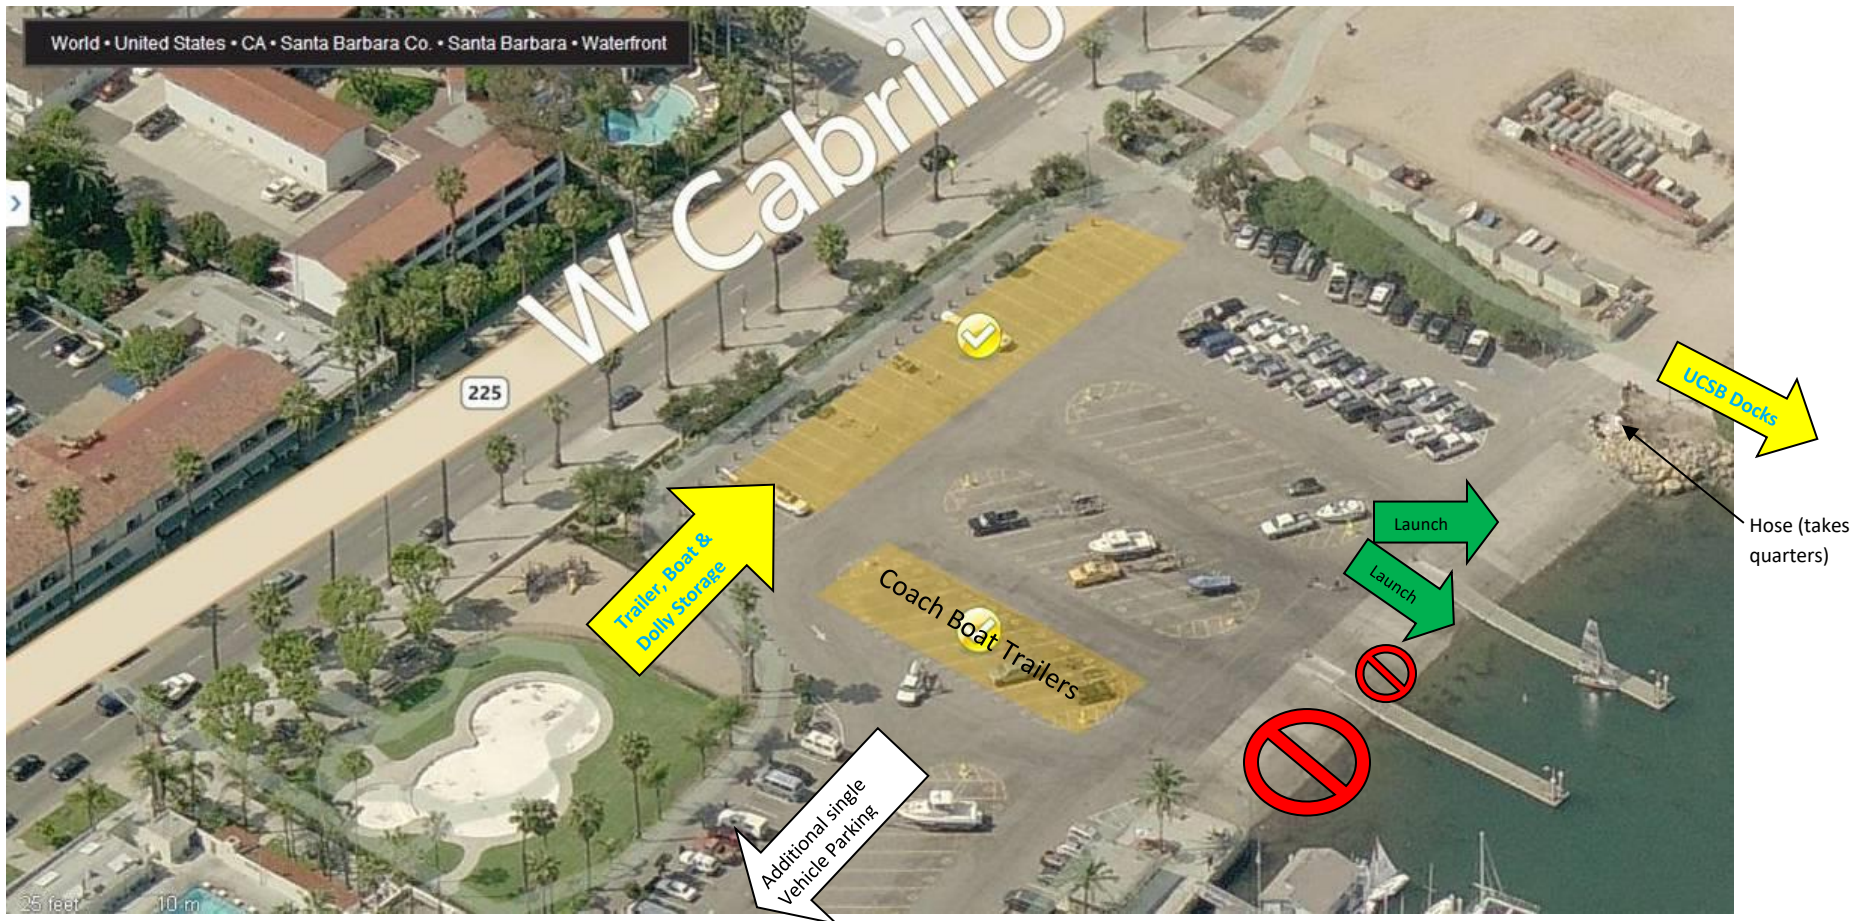 World • United States • CA • Santa Barbara Co. • Santa Barbara • Waterfront
W Cabrillo
225
UCSB Docks
Hose (takes
quarters)
Launch
Launch
Trailer, Boat &
Dolly Storage
Coach Boat Trailers
Additional single
Vehicle Parking
25 feet
10 m